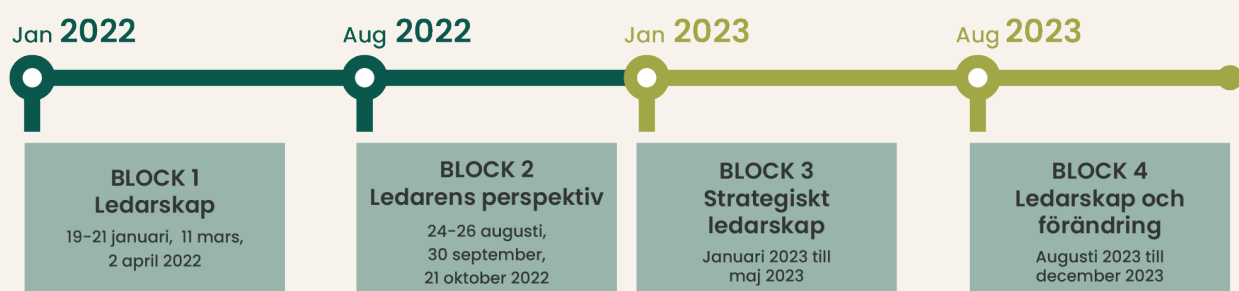 Jan 2022
Aug 2022
Jan 2023
Aug 2023
BLOCK 1
Ledarskap
19-21 januari, 11 mars,
2 april 2022
BLOCK 2
Ledarens perspektiv
24-26 augusti,
30 september,
21 oktober 2022
BLOCK 3
Strategiskt
ledarskap
Januari 2023 till
maj 2023
BLOCK 4
Ledarskap och
förändring
Augusti 2023 till
december 2023